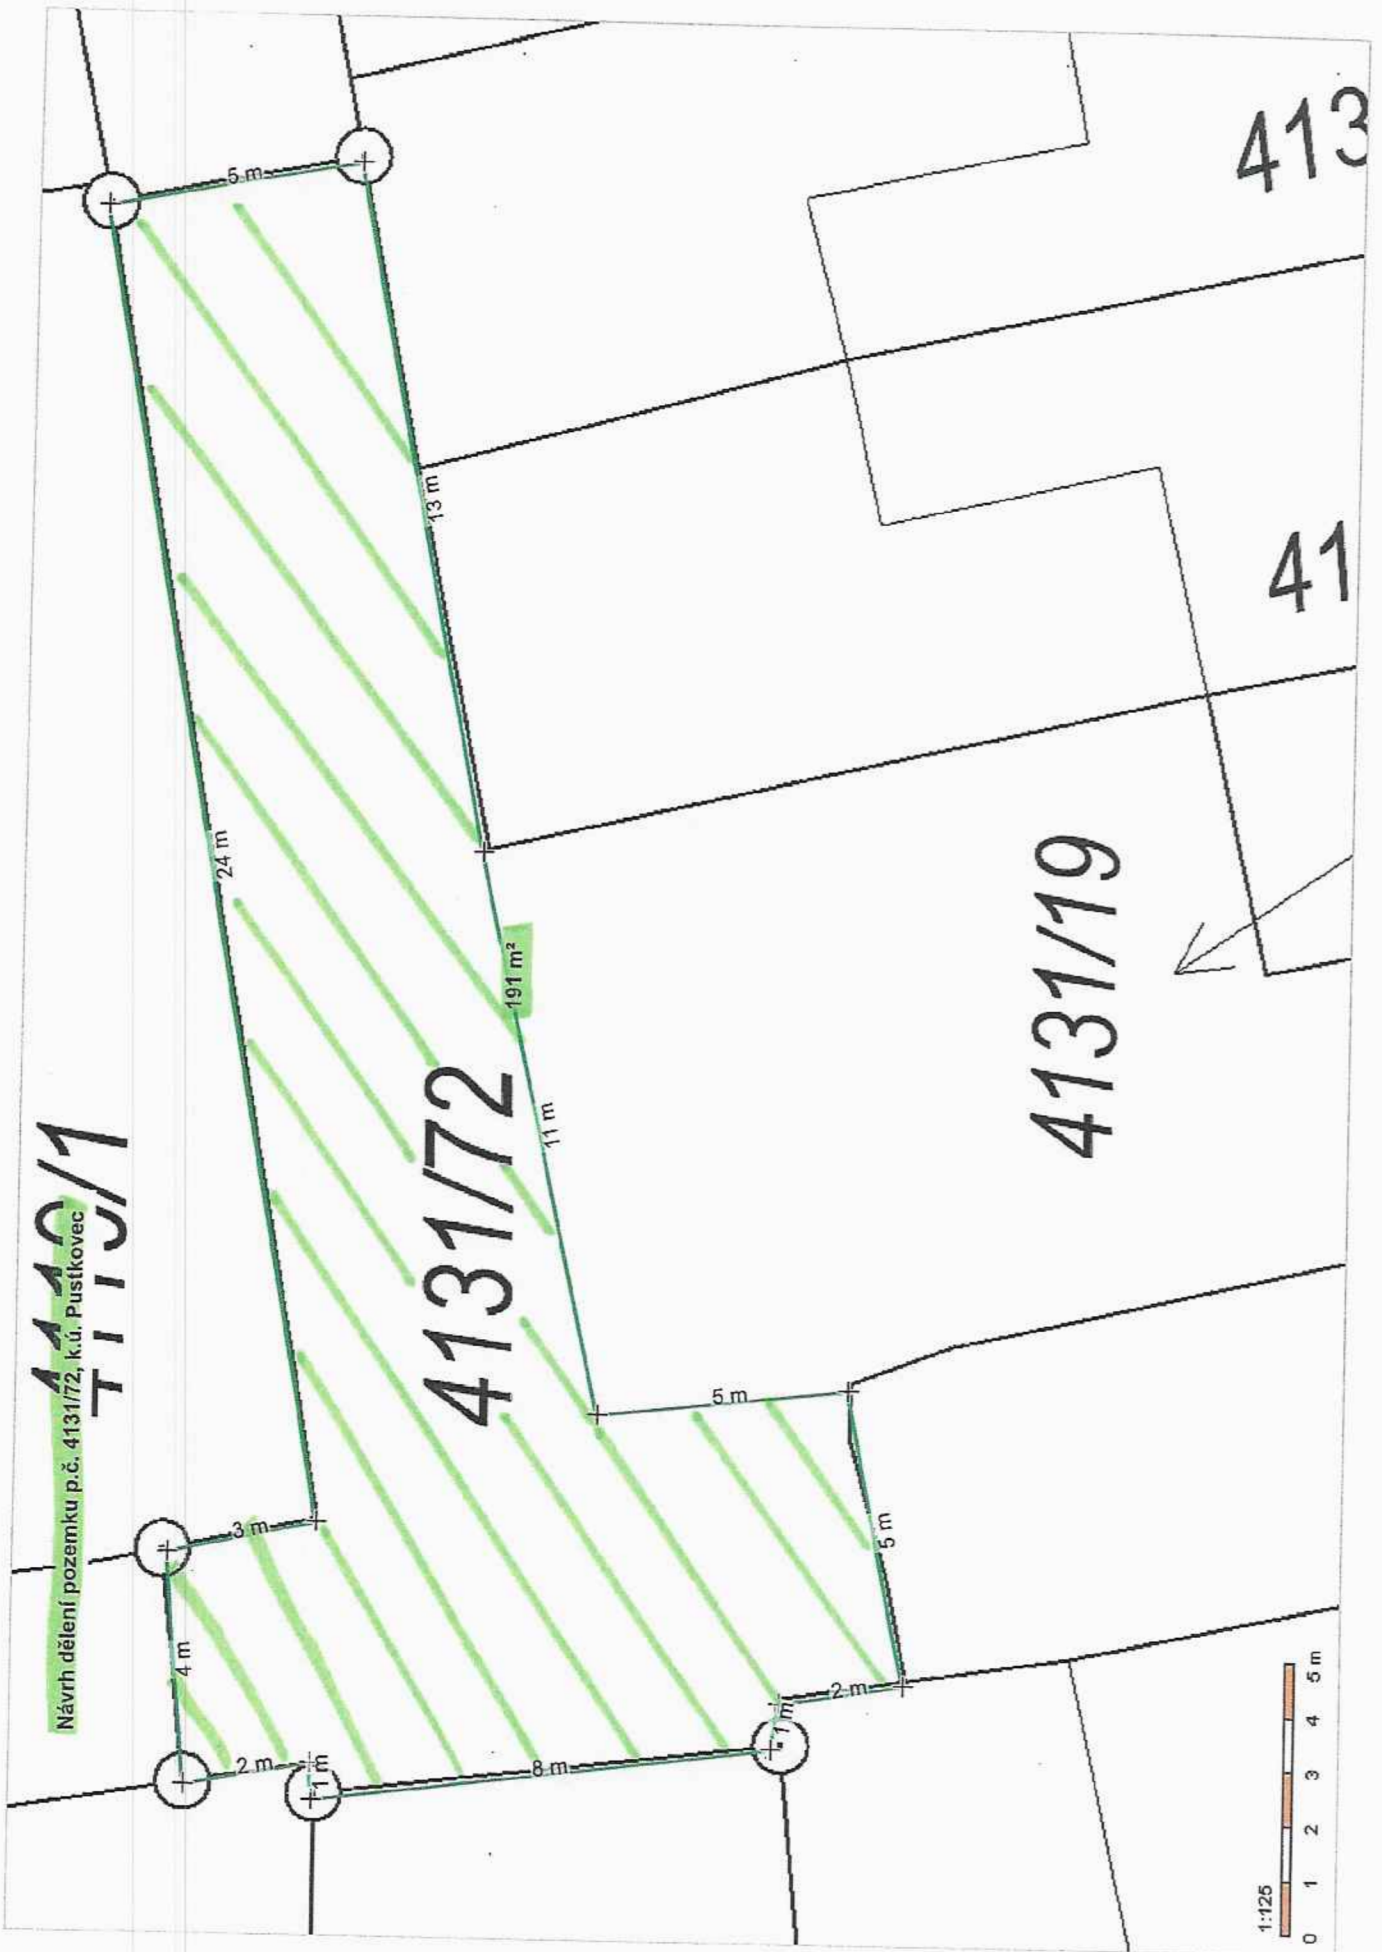 Návrh dělení pozemku p.č. 4131/72, k.ú. Pustkovec
4131/72
191 m²
4131/19
413
41
5 m
13 m
24 m
11 m
5 m
5 m
2 m
1 m
8 m
1 m
2 m
4 m
3 m
1:125
0 1 2 3 4 5 m